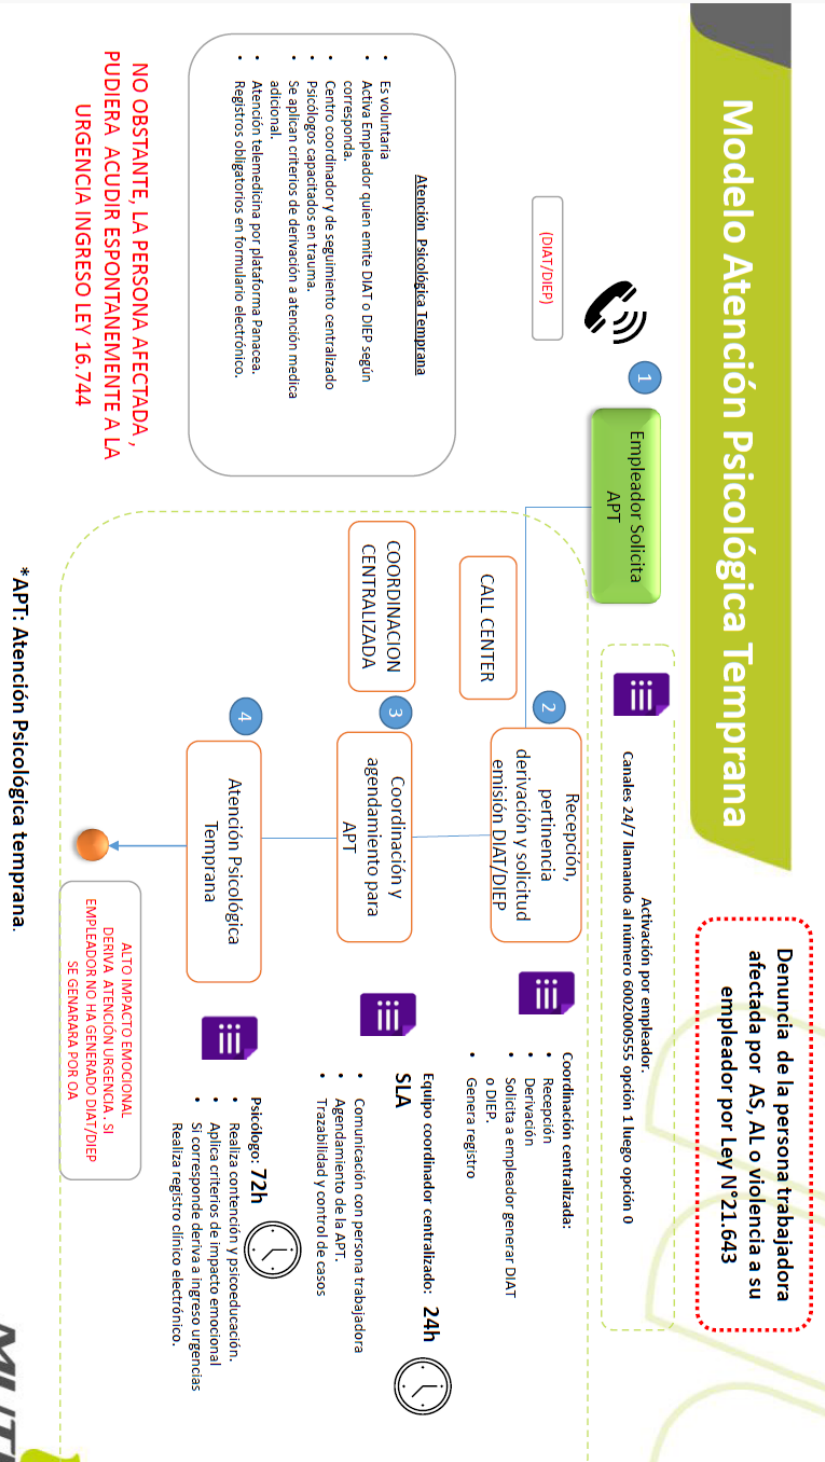 Modelo Atención Psicológica Temprana
Denuncia de la persona trabajadora
afectada por AS, AL o violencia a su
empleador por Ley N°21.643
1
Empleador Solicita
APT
(DIAT/DIEP)
Activación por empleador.
Canales 24/7 llamando al número 6002000555 opción 1 luego opción 0
CALL CENTER
2
Recepción,
pertinencia
derivación y solicitud
emisión DIAT/DIEP
Coordinación centralizada:
• Recepción
• Derivación
• Solicita a empleador generar DIAT
o DIEP.
• Genera registro
COORDINACION
CENTRALIZADA
3
Coordinación y
agendamiento para
APT
Equipo coordinador centralizado: 24h
SLA
• Comunicación con persona trabajadora
• Agendamiento de la APT.
• Trazabilidad y control de casos
4
Atención Psicológica
Temprana
Psicólogo: 72h
• Realiza contención y psicoeducación.
• Aplica criterios de impacto emocional
• Si corresponde deriva a ingreso urgencias
Realiza registro clínico electrónico.
ALTO IMPACTO EMOCIONAL
DERIVA ATENCIÓN URGENCIA. SI
EMPLEADOR NO HA GENERADO DIAT/DIEP
SE GENARARA POR OA
Atención Psicológica Temprana
• Es voluntaria
• Activa Empleador quien emite DIAT o DIEP según
corresponda.
• Centro coordinador y de seguimiento centralizado
• Psicólogos capacitados en trauma.
• Se aplican criterios de derivación a atención medica
adicional.
• Atención telemedicina por plataforma Panacea.
• Registros obligatorios en formulario electrónico.
NO OBSTANTE, LA PERSONA AFECTADA ,
PUDIERA ACUDIR ESPONTANEMENTE A LA
URGENCIA INGRESO LEY 16.744
*APT: Atención Psicológica temprana.